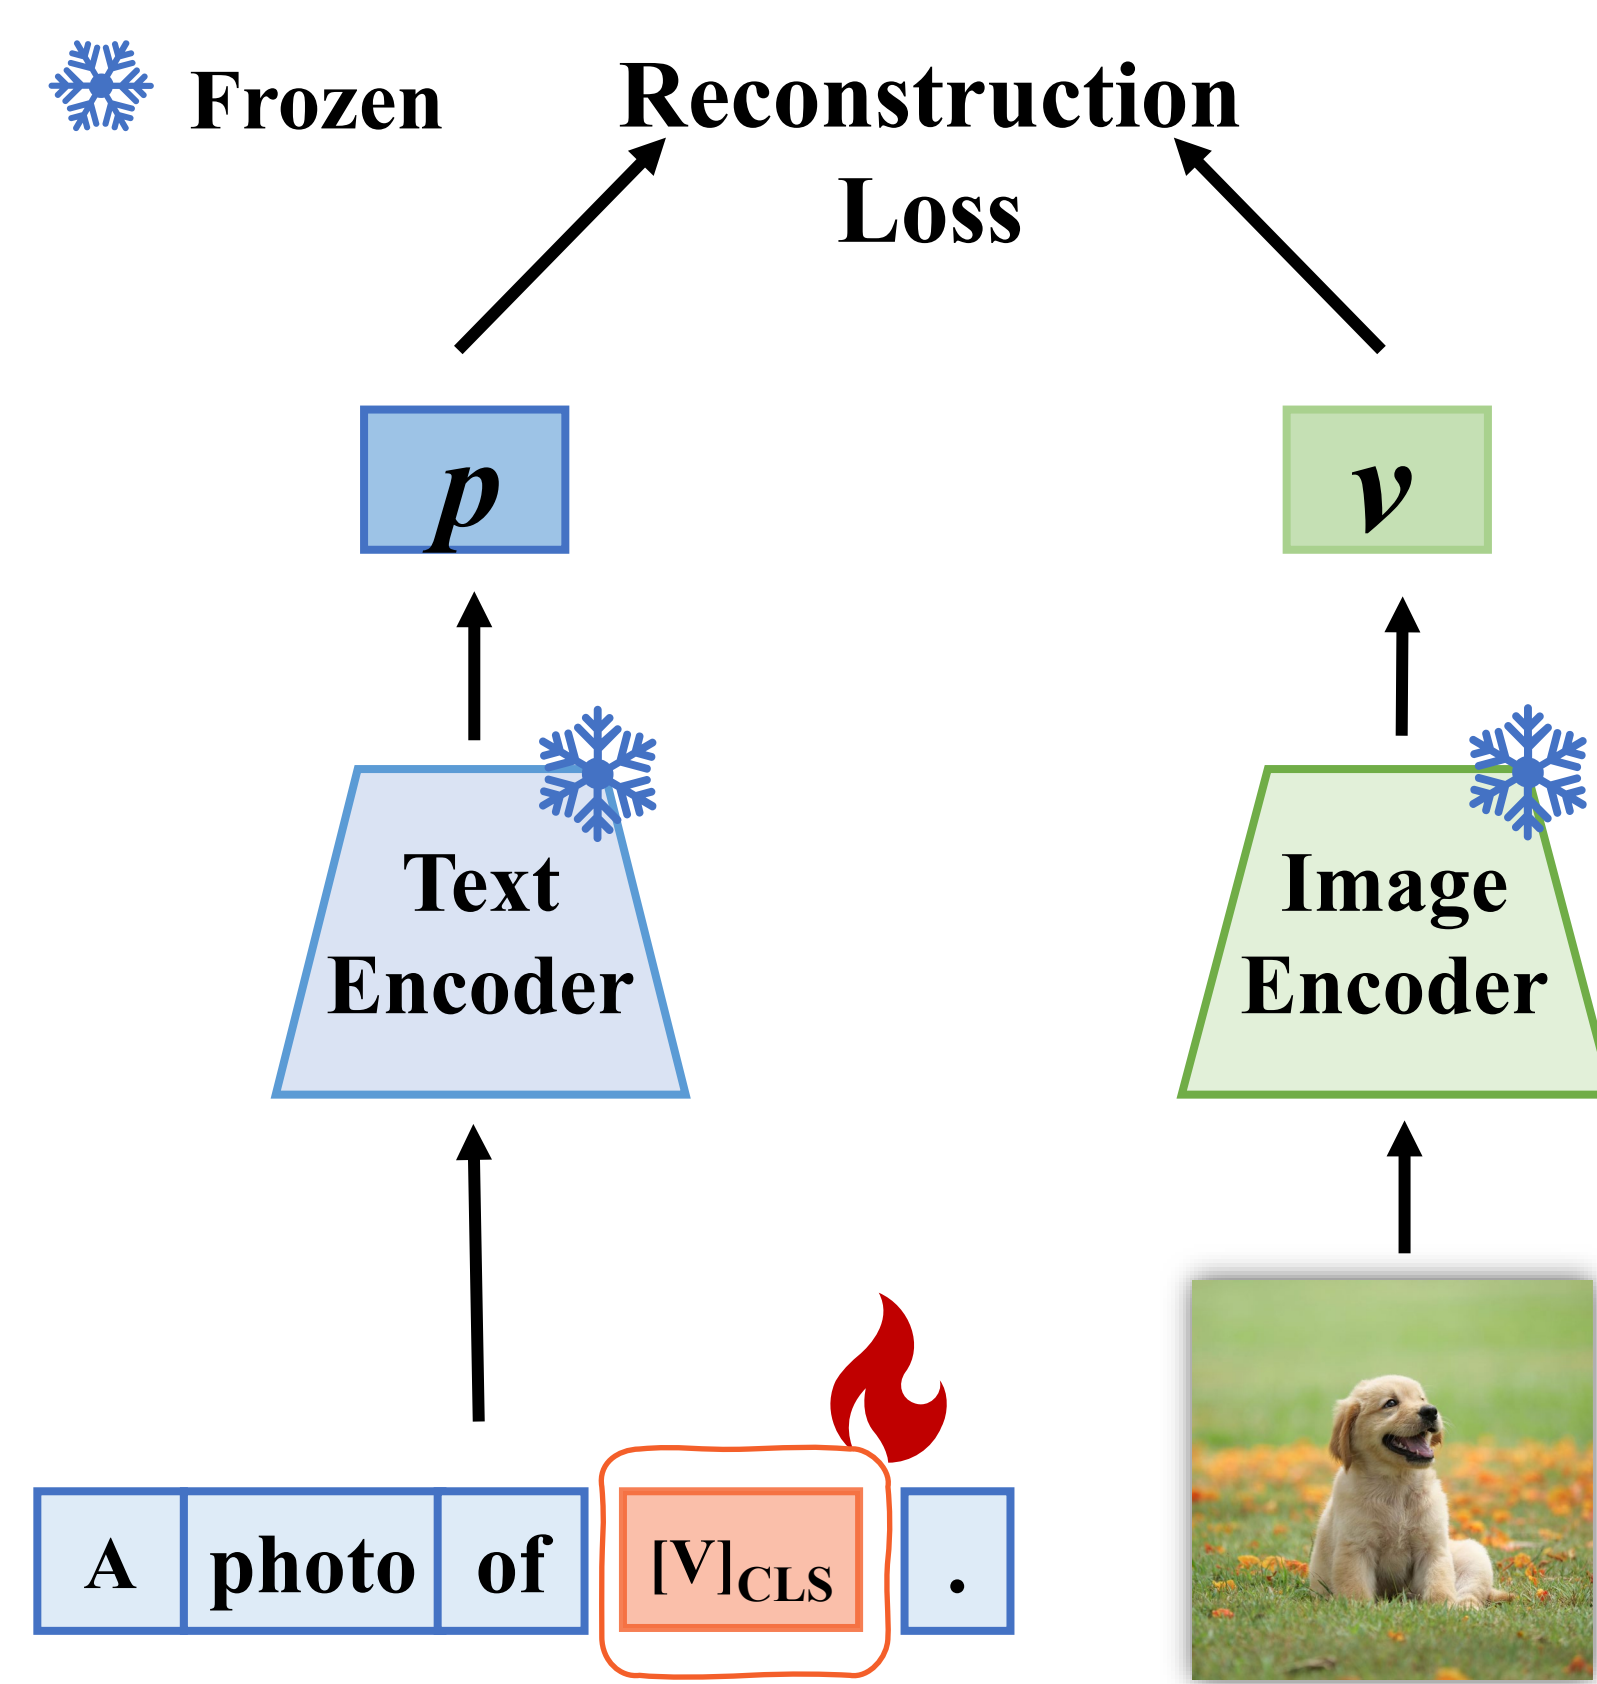 Frozen
Reconstruction
Loss
p
v
Text
Encoder
Image
Encoder
A photo of [V]CLS .